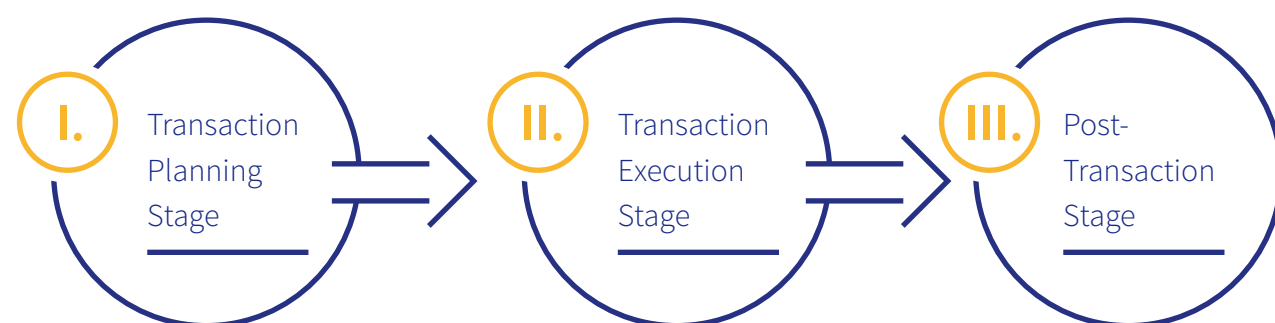 I.
Transaction
Planning
Stage
II.
Transaction
Execution
Stage
III.
Post-
Transaction
Stage